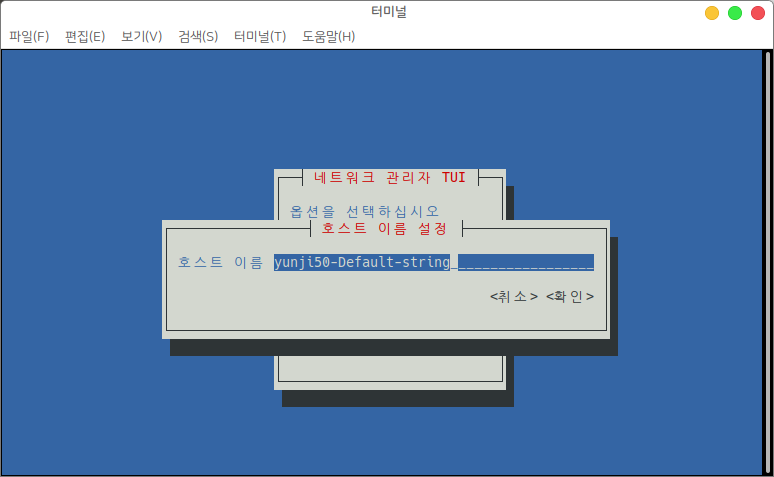 터미널
파일(F) 편집(E) 보기(V) 검색(S) 터미널(T) 도움말(H)
네트워크 관리자 TUI
옵션을 선택하십시오
호스트 이름 설정
호스트 이름 yunji50-Default-string__________________
<취소> <확인>